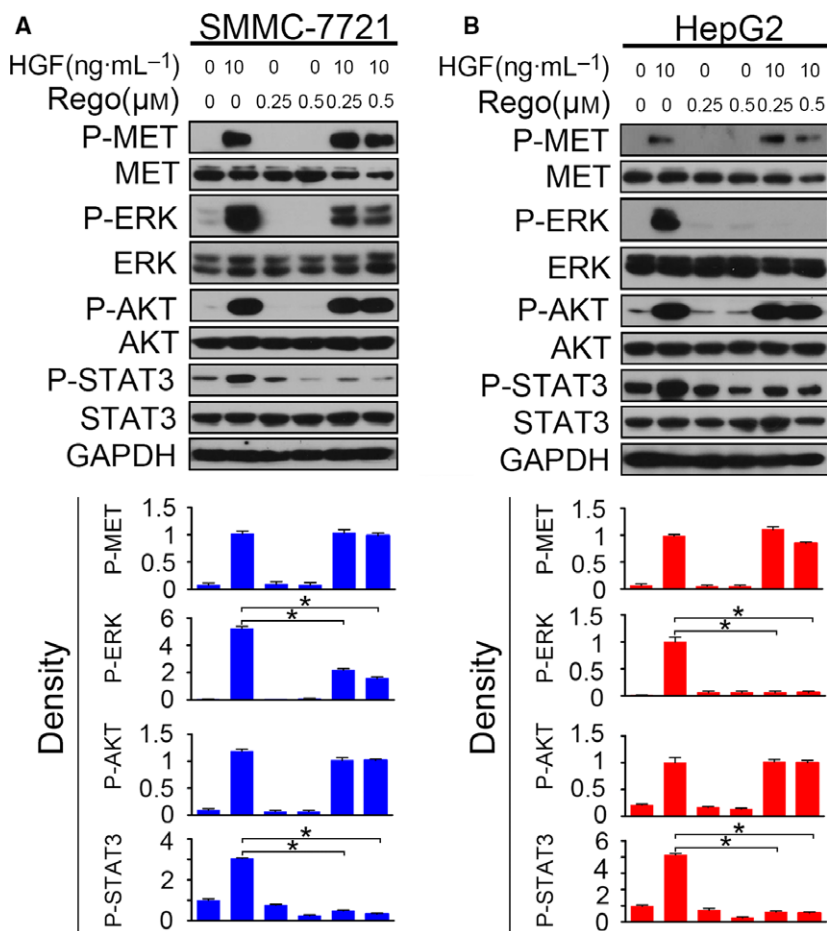 A
SMMC-7721
HGF(ng·mL–1) 0 10 0 0 10 10
Rego(μM) 0 0 0.25 0.5 0.25 0.5
P-MET
MET
P-ERK
ERK
P-AKT
AKT
P-STAT3
STAT3
GAPDH
Density
P-MET
1.5
1
0.5
0
P-ERK
6
4
2
0
*
*
P-AKT
1.5
1
0.5
0
P-STAT3
4
2
0
*
*
B
HepG2
HGF(ng·mL–1) 0 10 0 0 10 10
Rego(μM) 0 0 0.25 0.5 0.25 0.5
P-MET
MET
P-ERK
ERK
P-AKT
AKT
P-STAT3
STAT3
GAPDH
Density
P-MET
1.5
1
0.5
0
P-ERK
1.5
1
0.5
0
*
*
P-AKT
1.5
1
0.5
0
P-STAT3
6
4
2
0
*
*